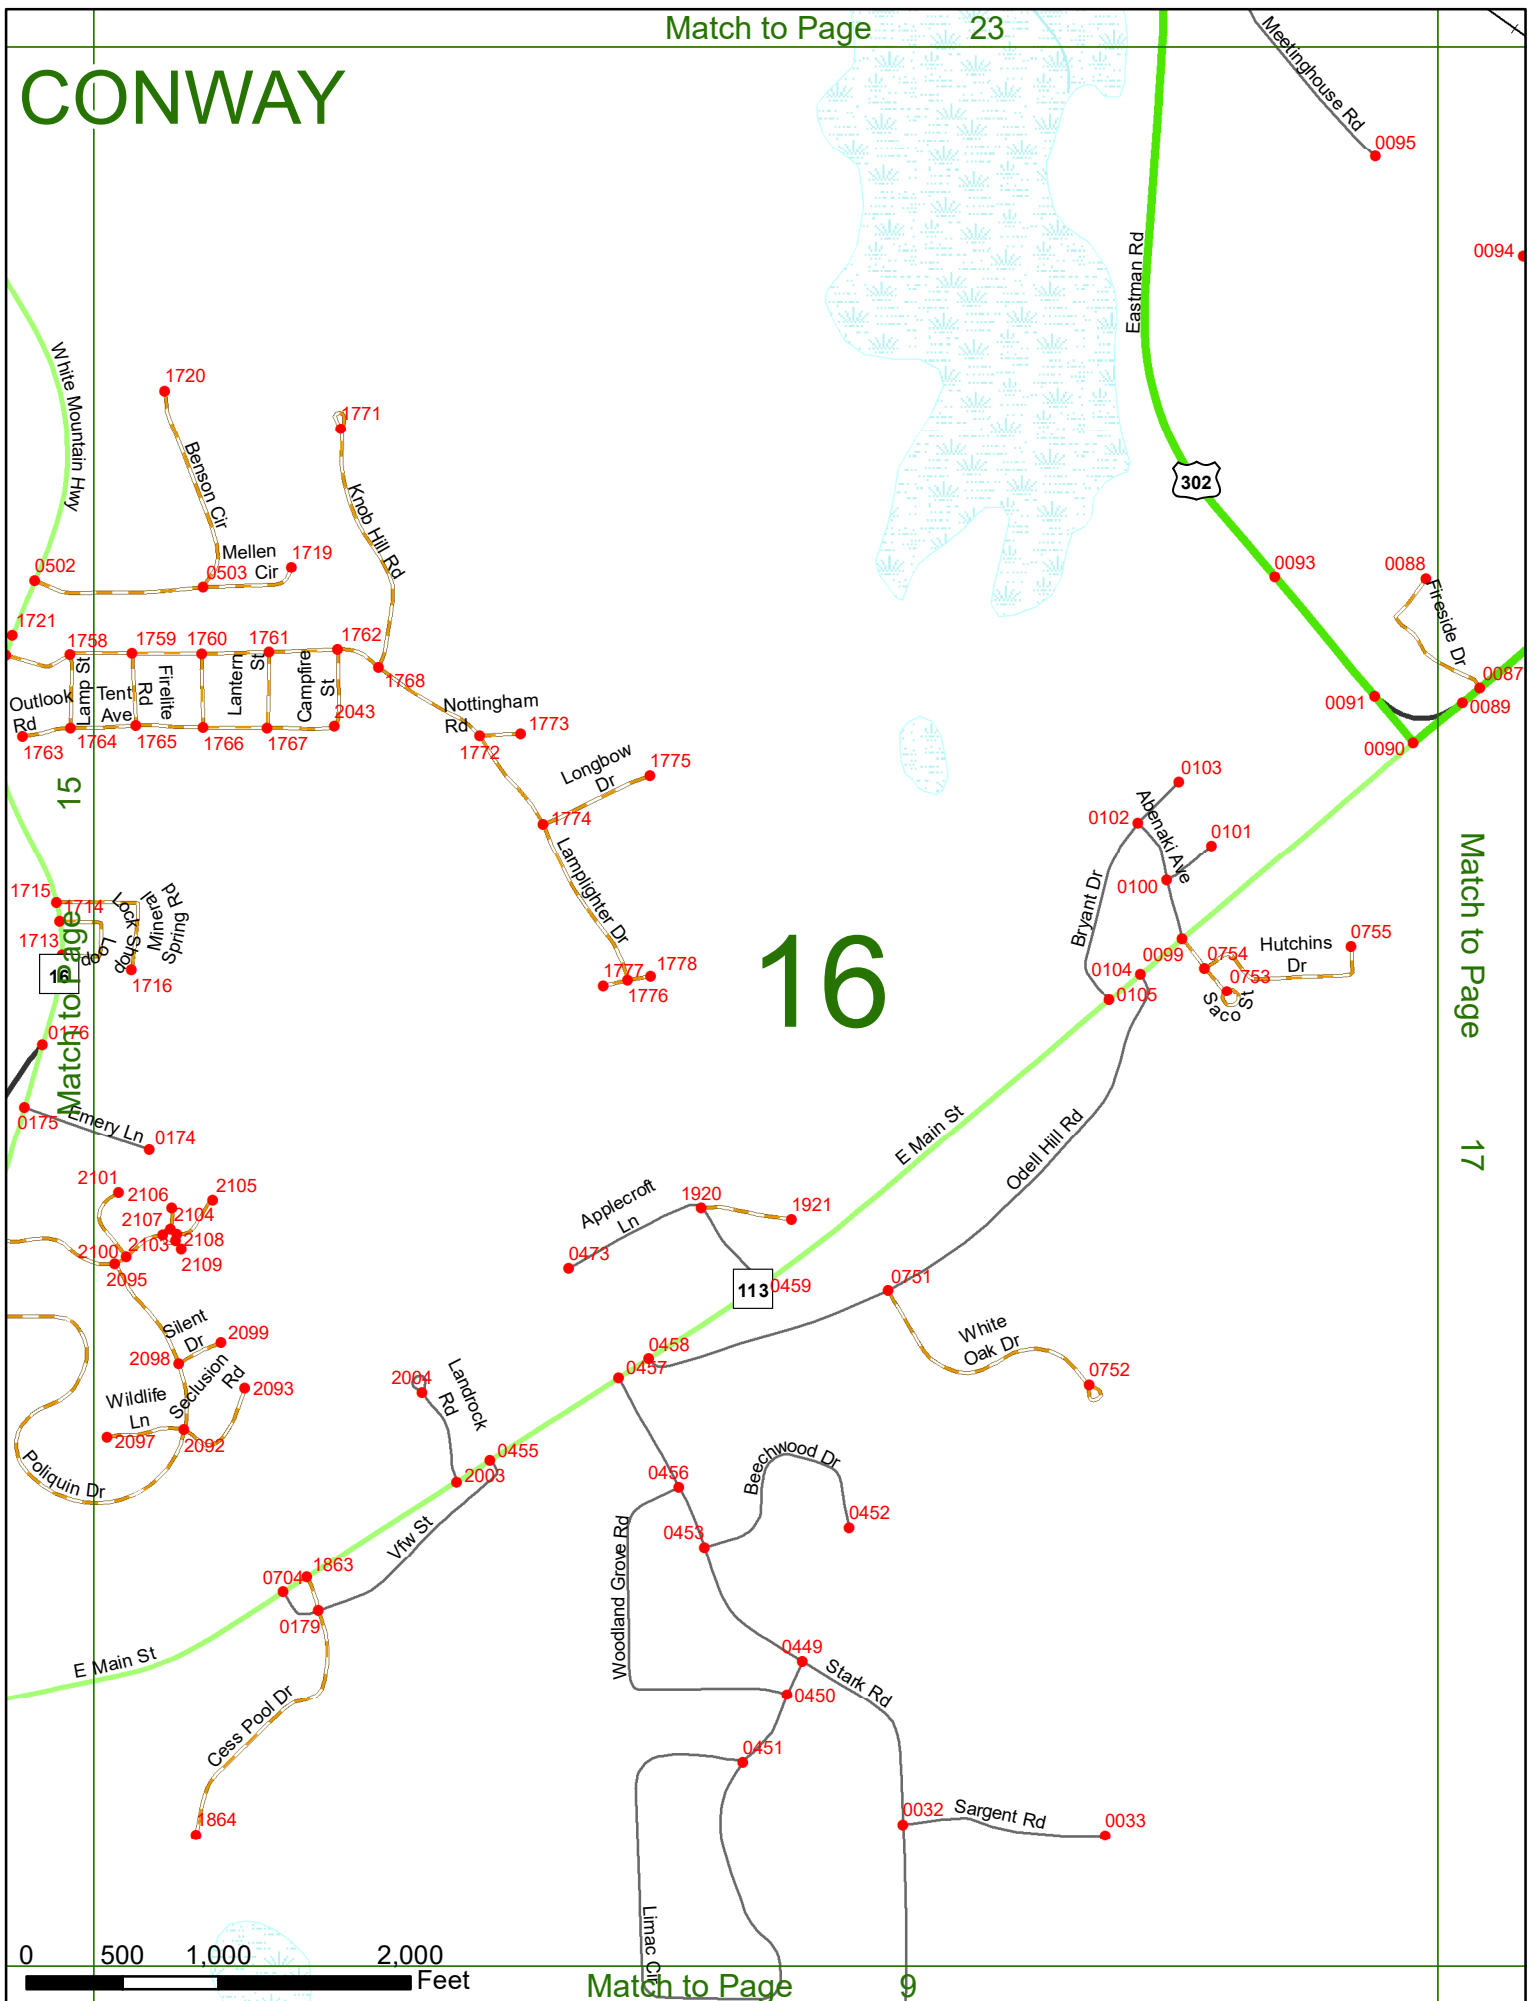 Match to Page 23
CONWAY
Meetinghouse Rd
0095
0094
Eastman Rd
White Mountain Hwy
1720
1771
Benson Cir
Knob Hill Rd
302
Mellen
Cir
1719
0502
0503
0093
0088
Fireside Dr
1721
1758
1759
1760
1761
1762
1768
0087
Outlook
Rd
Lamp St
Tent
Ave
Firelite
Rd
Lantern
St
Campfire
St
2043
Nottingham
Rd
1773
1772
0091
0089
0090
1763
1764
1765
1766
1767
Longbow
Dr
1775
1774
0103
0102
Abenaki Ave
0101
0100
Match to Page 15
Lamplighter Dr
Bryant Dr
Match to Page 17
1715
1714
1713
Lock Shop
Loop
Mineral
Spring Rd
1716
16
1777
1778
1776
16
0099
0104
0105
0754
0753
Hutchins
Dr
0755
Saco St
0176
0175
Emery Ln
0174
E Main St
Odell Hill Rd
2101
2106
2105
2107
2104
2103
2108
2100
2109
2095
Applecroft
Ln
1920
1921
0473
113
0459
0751
White
Oak Dr
0752
Silent
Dr
2099
2098
0458
0457
Seclusion
Rd
2093
Wildlife
Ln
2097
2092
Poliquin Dr
2004
Landrock
Rd
0455
2003
Vfw St
0456
Beechwood Dr
0452
0453
Woodland Grove Rd
1863
0704
0179
E Main St
Cess Pool Dr
1864
0449
Stark Rd
0450
0451
0032
Sargent Rd
0033
Limac Cir
0 500 1,000 2,000
Feet
Match to Page 9